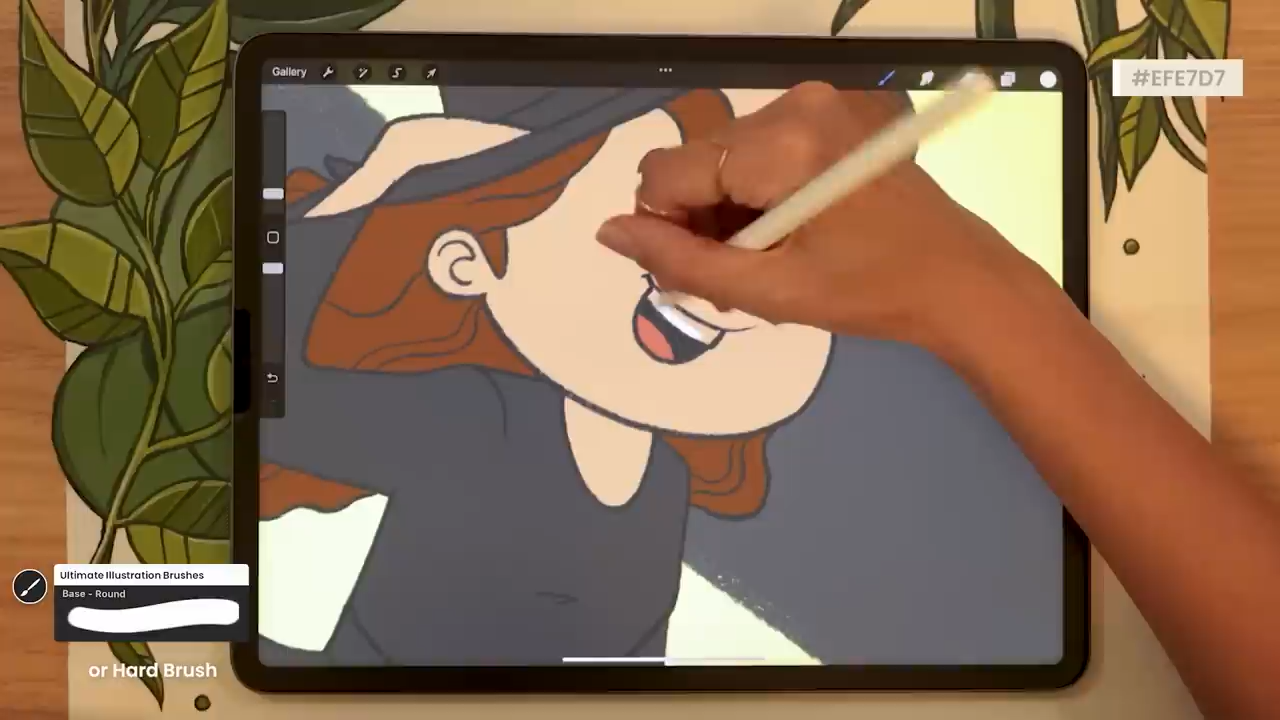 Gallery
#EFE7D7
Ultimate Illustration Brushes
Base - Round
or Hard Brush